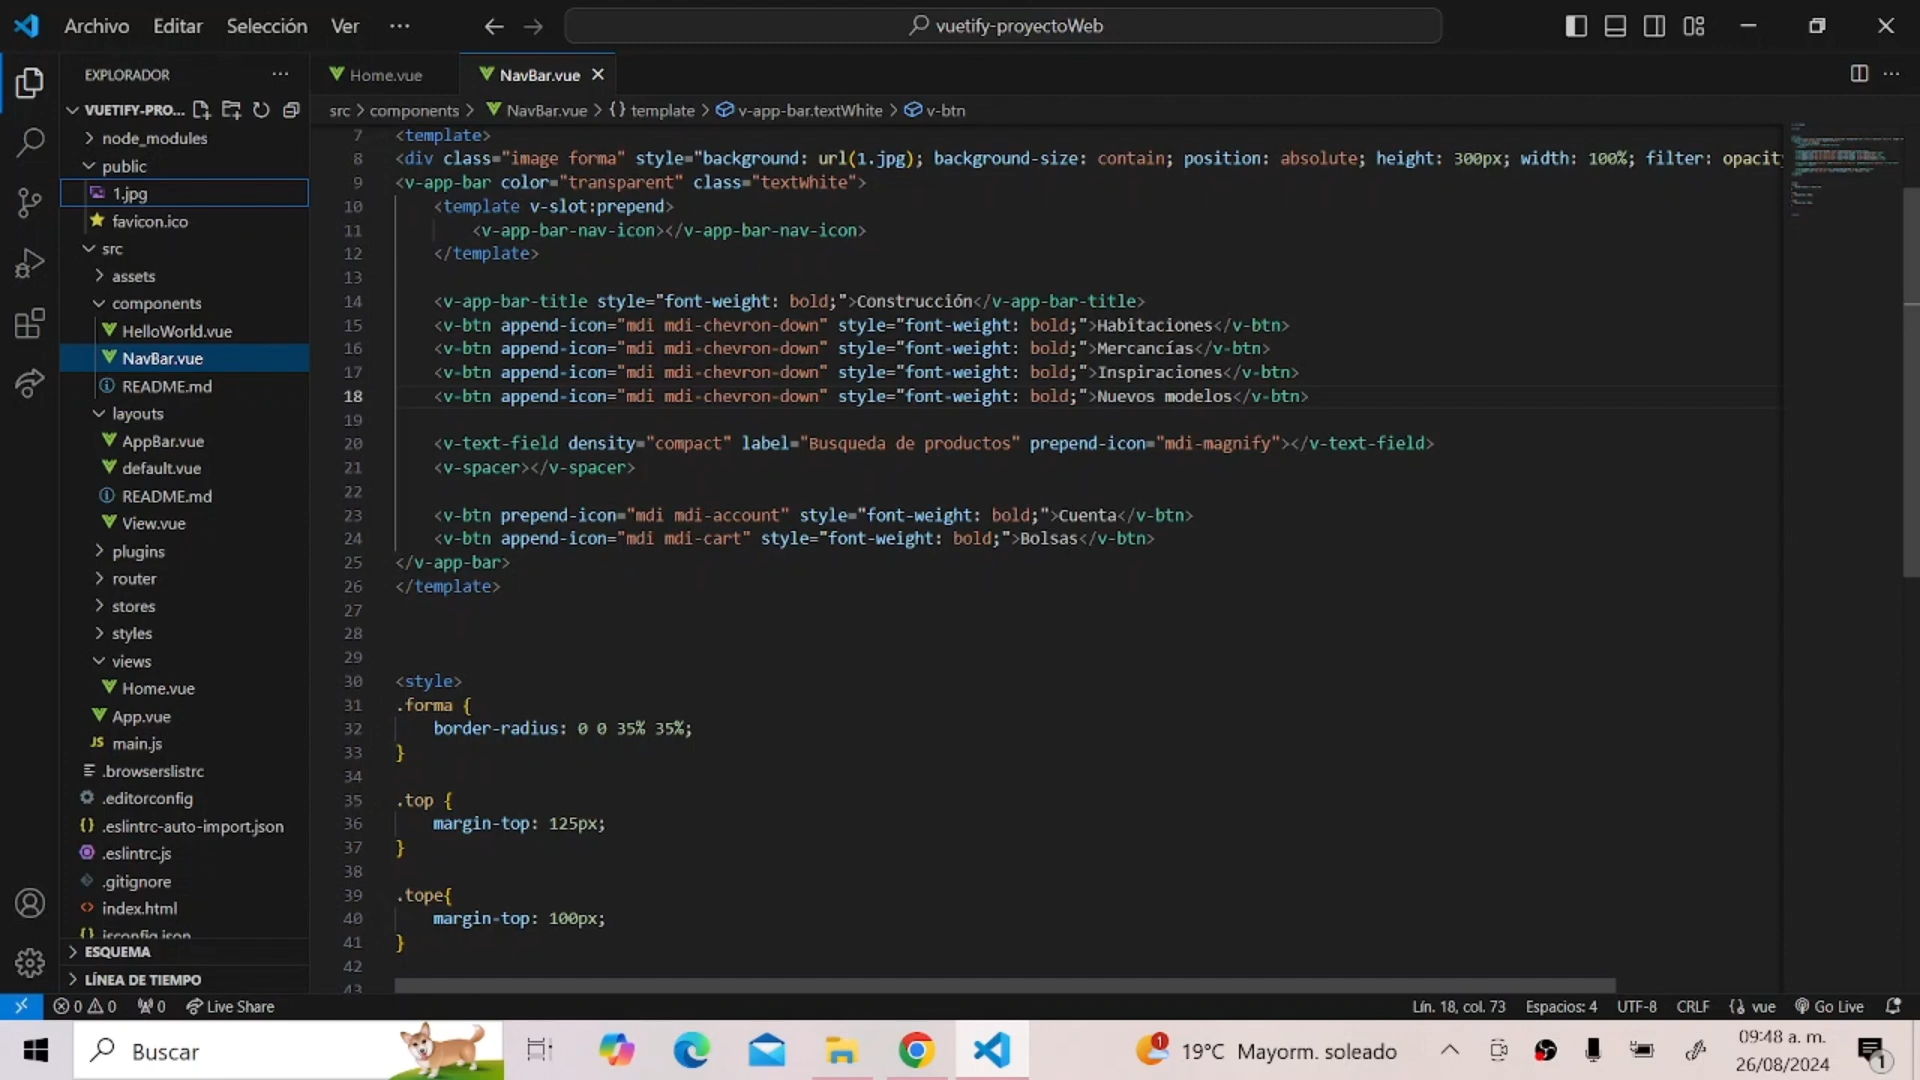 Archivo Editar Selección Ver ··· vuetify-proyectoWeb
EXPLORADOR ···
VUETIFY-PRO...
node_modules
public
1.jpg
favicon.ico
src
assets
components
HelloWorld.vue
NavBar.vue
README.md
layouts
AppBar.vue
default.vue
README.md
View.vue
plugins
router
stores
styles
views
Home.vue
App.vue
JS main.js
.browserslistrc
.editorconfig
{} .eslintrc-auto-import.json
.eslintrc.js
.gitignore
<> index.html
{} jsconfig.json
ESQUEMA
LÍNEA DE TIEMPO
Home.vue NavBar.vue
src > components > NavBar.vue > {} template > v-app-bar.textWhite > v-btn
7 <template>
8 <div class="image forma" style="background: url(1.jpg); background-size: contain; position: absolute; height: 300px; width: 100%; filter: opacit
9 <v-app-bar color="transparent" class="textWhite">
10 <template v-slot:prepend>
11 <v-app-bar-nav-icon></v-app-bar-nav-icon>
12 </template>
13
14 <v-app-bar-title style="font-weight: bold;">Construcción</v-app-bar-title>
15 <v-btn append-icon="mdi mdi-chevron-down" style="font-weight: bold;">Habitaciones</v-btn>
16 <v-btn append-icon="mdi mdi-chevron-down" style="font-weight: bold;">Mercancías</v-btn>
17 <v-btn append-icon="mdi mdi-chevron-down" style="font-weight: bold;">Inspiraciones</v-btn>
18 <v-btn append-icon="mdi mdi-chevron-down" style="font-weight: bold;">Nuevos modelos</v-btn>
19
20 <v-text-field density="compact" label="Busqueda de productos" prepend-icon="mdi-magnify"></v-text-field>
21 <v-spacer></v-spacer>
22
23 <v-btn prepend-icon="mdi mdi-account" style="font-weight: bold;">Cuenta</v-btn>
24 <v-btn append-icon="mdi mdi-cart" style="font-weight: bold;">Bolsas</v-btn>
25 </v-app-bar>
26 </template>
27
28
29
30 <style>
31 .forma {
32 border-radius: 0 0 35% 35%;
33 }
34
35 .top {
36 margin-top: 125px;
37 }
38
39 .tope{
40 margin-top: 100px;
41 }
42
43
0 0 0 Live Share Lín. 18, col. 73 Espacios: 4 UTF-8 CRLF {} vue Go Live
Buscar 1 19°C Mayorm. soleado 09:48 a. m.
26/08/2024 1